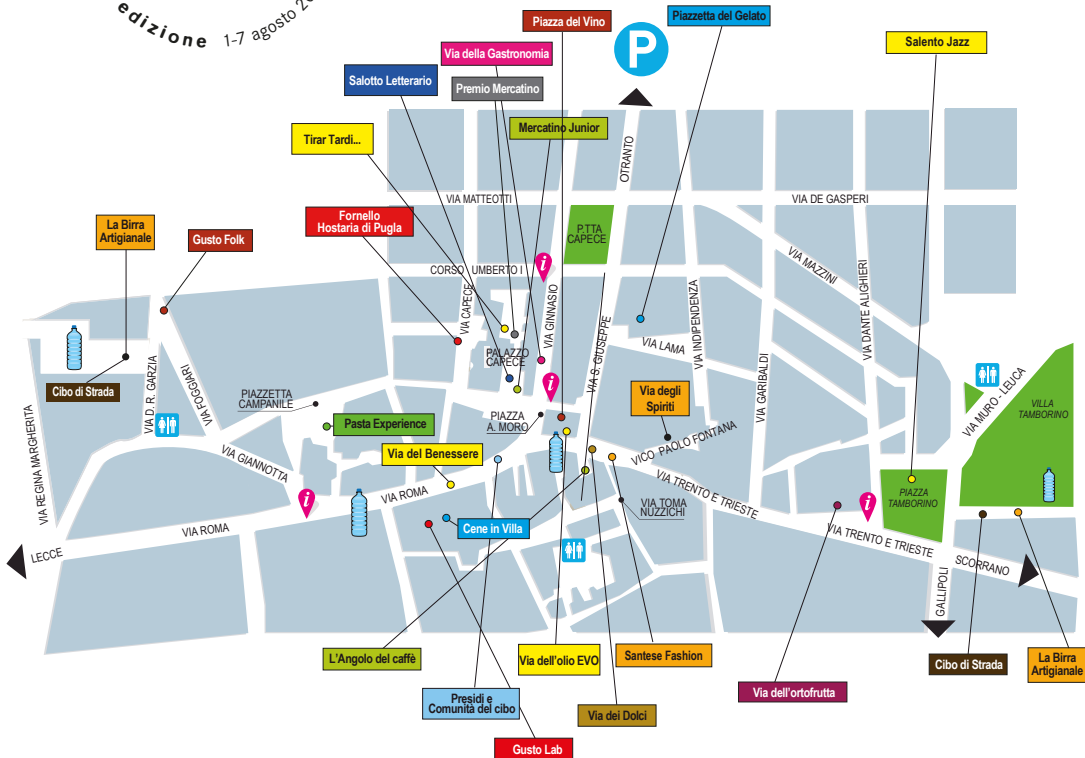 edizione 1-7 agosto 20
Piazza del Vino
Piazzetta del Gelato
P
Salento Jazz
Via della Gastronomia
Salotto Letterario
Premio Mercatino
Mercatino Junior
Tirar Tardi...
OTRANTO
VIA MATTEOTTI
VIA DE GASPERI
Fornello
Hostaria di Pugla
La Birra
Artigianale
Gusto Folk
P.TTA
CAPECE
CORSO UMBERTO I
i
VIA MAZZINI
VIA DANTE ALIGHIERI
VIA CAPECE
VIA GINNASIO
VIA S. GIUSEPPE
VIA INDIPENDENZA
VIA LAMA
VIA GARIBALDI
PALAZZO
CAPECE
Cibo di Strada
VIA D. R. GARZIA
VIA FOGGIARI
VIA REGINA MARGHERITA
PIAZZETTA
CAMPANILE
i
PIAZZA
A. MORO
Via degli
Spiriti
VIA MURO - LEUCA
VILLA
TAMBORINO
Pasta Experience
Via del Benessere
VICO PAOLO FONTANA
VIA GIANNOTTA
VIA ROMA
i
VIA TOMA
NUZZICHI
VIA TRENTO E TRIESTE
PIAZZA
TAMBORINO
i
Cene in Villa
VIA ROMA
LECCE
VIA TRENTO E TRIESTE
SCORRANO
GALLIPOLI
L'Angolo del caffè
Via dell'olio EVO
Santese Fashion
Cibo di Strada
La Birra
Artigianale
Presidi e
Comunità del cibo
Via dei Dolci
Via dell'ortofrutta
Gusto Lab